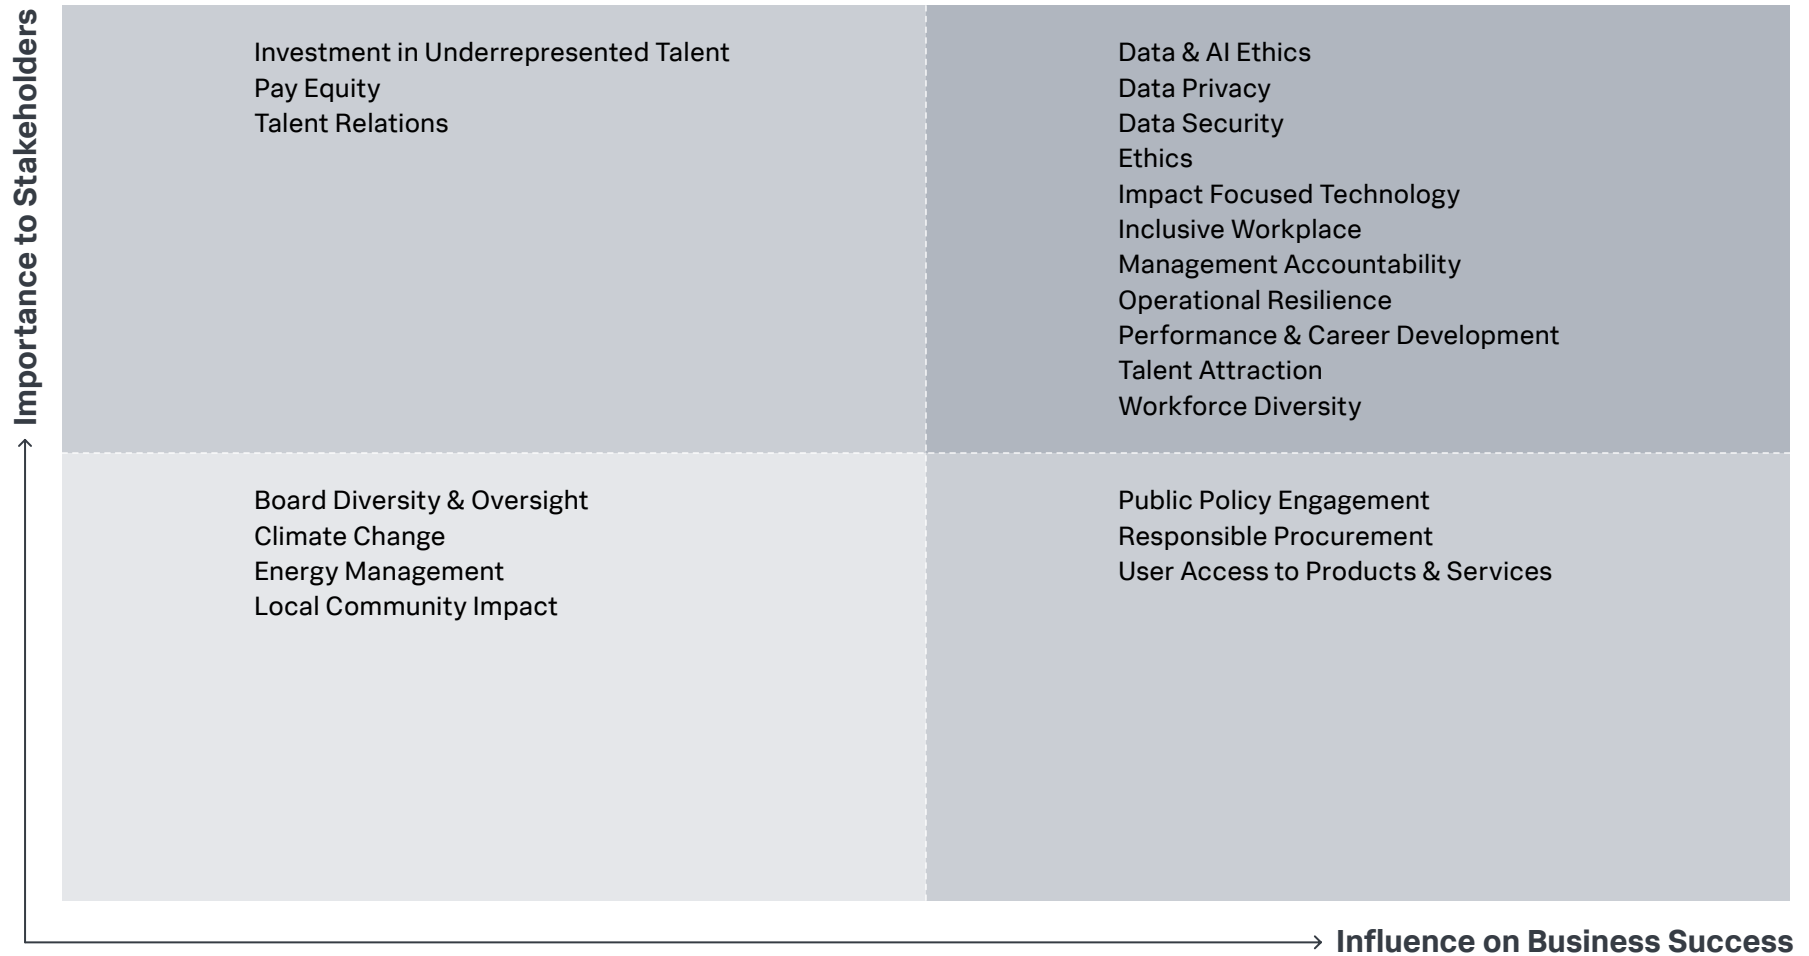 Importance to Stakeholders
Investment in Underrepresented Talent
Pay Equity
Talent Relations
Data & AI Ethics
Data Privacy
Data Security
Ethics
Impact Focused Technology
Inclusive Workplace
Management Accountability
Operational Resilience
Performance & Career Development
Talent Attraction
Workforce Diversity
Board Diversity & Oversight
Climate Change
Energy Management
Local Community Impact
Public Policy Engagement
Responsible Procurement
User Access to Products & Services
Influence on Business Success